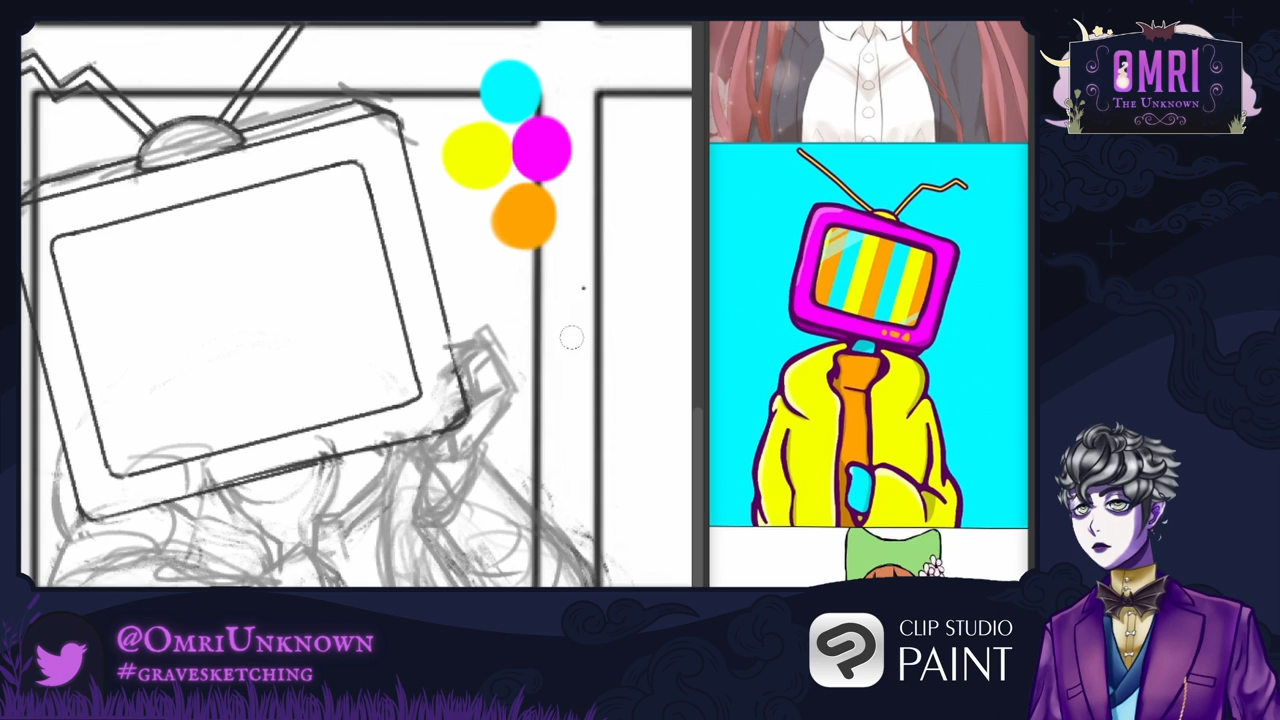 OMRI
THE UNKNOWN
@OMRIUNKNOWN
#GRAVESKETCHING
CLIP STUDIO
PAINT